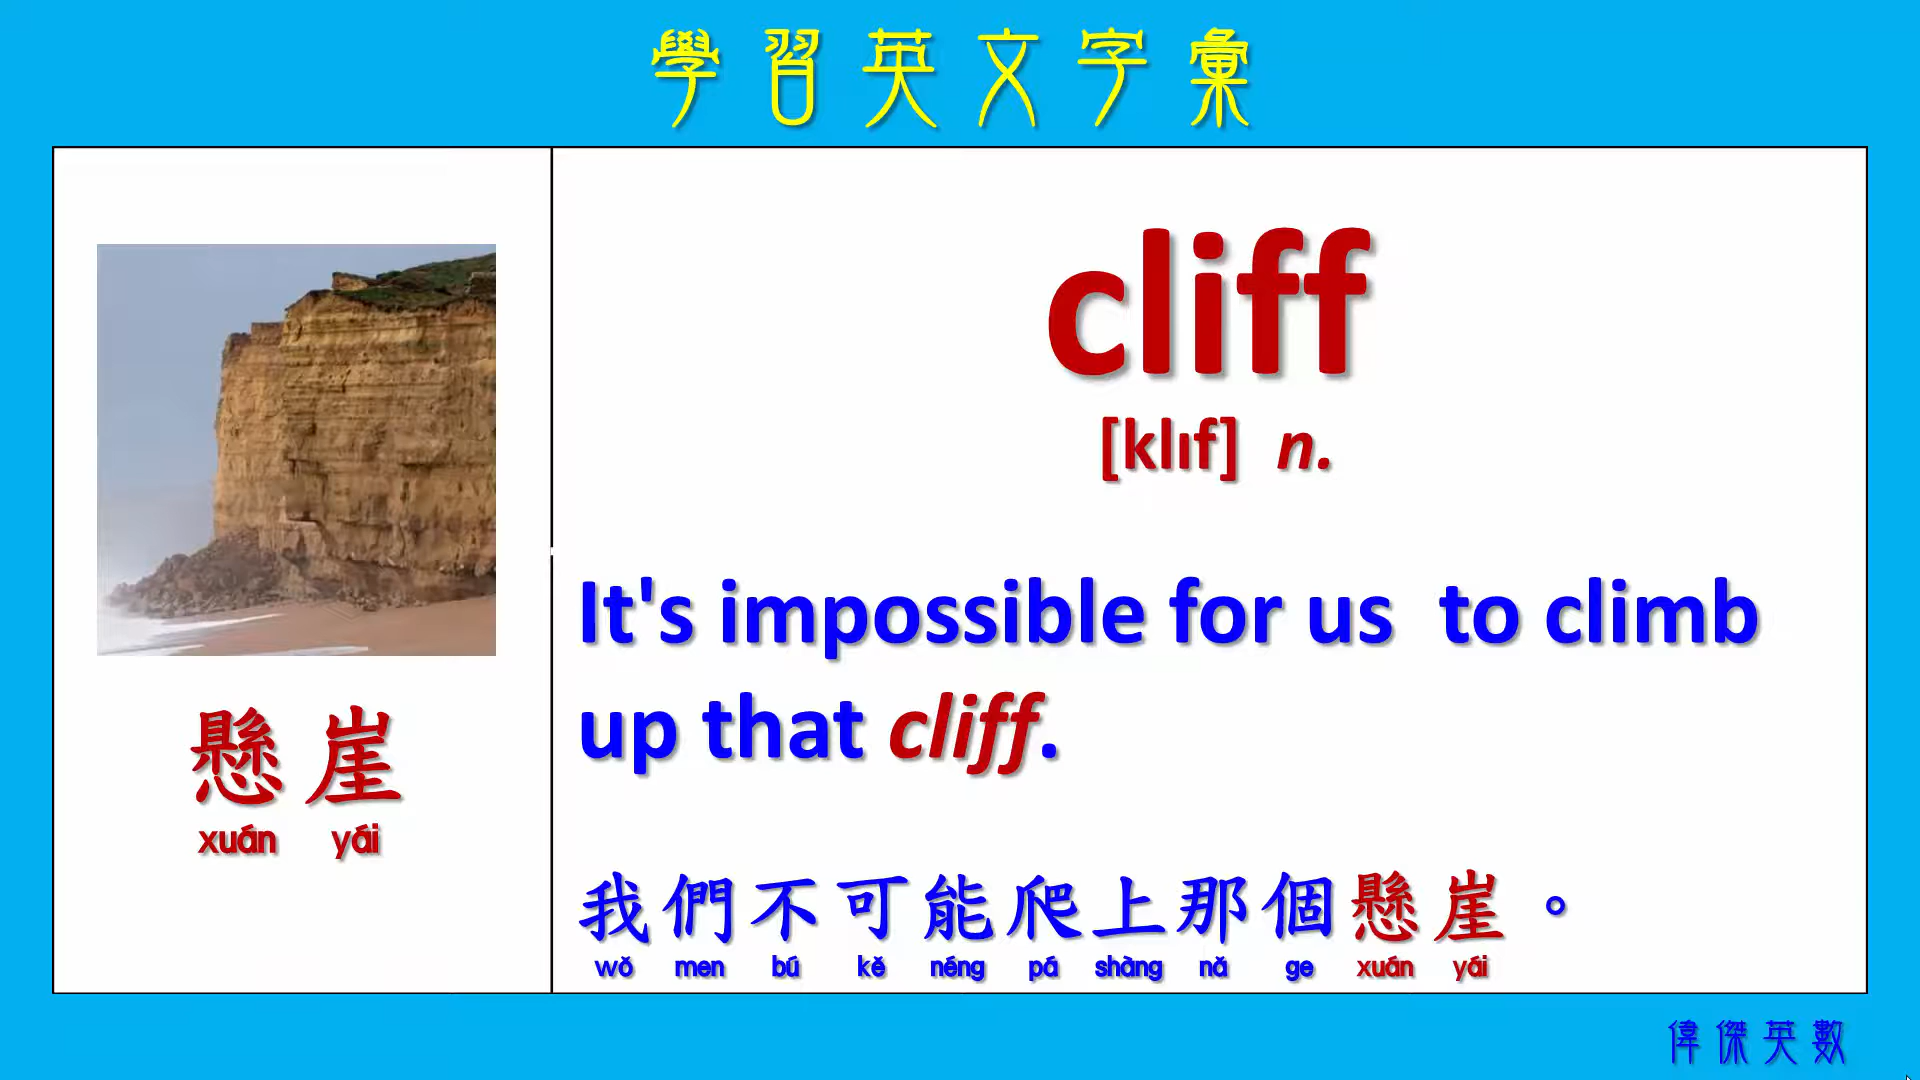 學習英文字彙
懸崖
xuán yái
cliff
[klıf] n.
It's impossible for us to climb
up that cliff.
我們不可能爬上那個懸崖。
wǒ men bú kě néng pá shàng nǎ ge xuán yái
偉傑英數